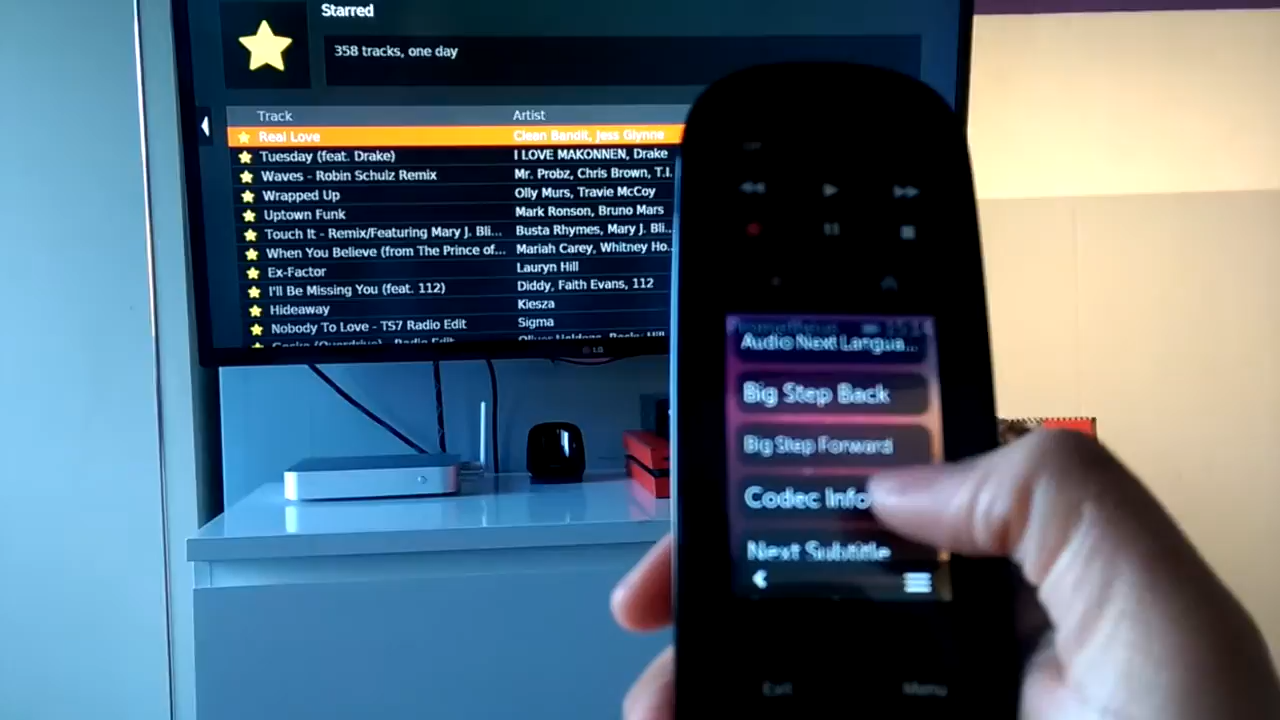 Starred
358 tracks, one day
Track Artist
Real Love Clean Bandit, Jess Glynne
Tuesday (feat. Drake) I LOVE MAKONNEN, Drake
Waves - Robin Schulz Remix Mr. Probz, Chris Brown, T.I.
Wrapped Up Olly Murs, Travie McCoy
Uptown Funk Mark Ronson, Bruno Mars
Touch It - Remix/Featuring Mary J. Bli... Busta Rhymes, Mary J. Bli...
When You Believe (from The Prince of... Mariah Carey, Whitney Ho...
Ex-Factor Lauryn Hill
I'll Be Missing You (feat. 112) Diddy, Faith Evans, 112
Hideaway Kiesza
Nobody To Love - TS7 Radio Edit Sigma
LG
Audio Next Langua...
Big Step Back
Big Step Forward
Codec Info
Next Subtitle
Exit Menu